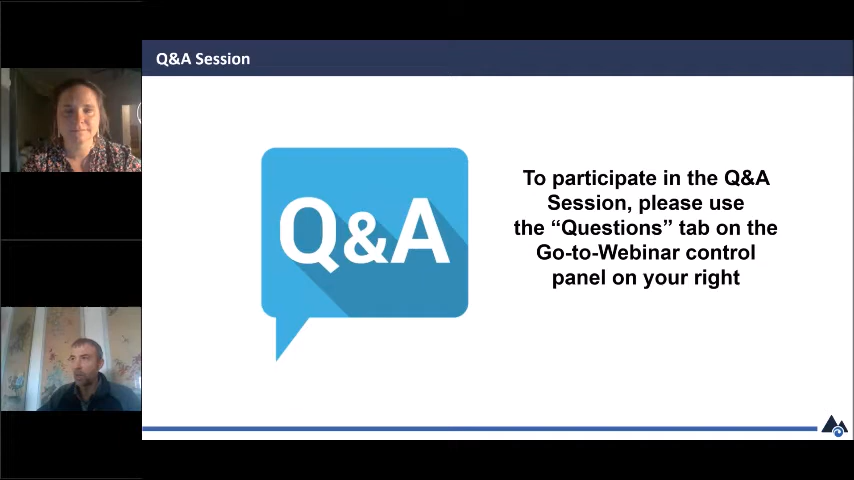 Q&A Session
Q&A
To participate in the Q&A
Session, please use
the “Questions” tab on the
Go-to-Webinar control
panel on your right